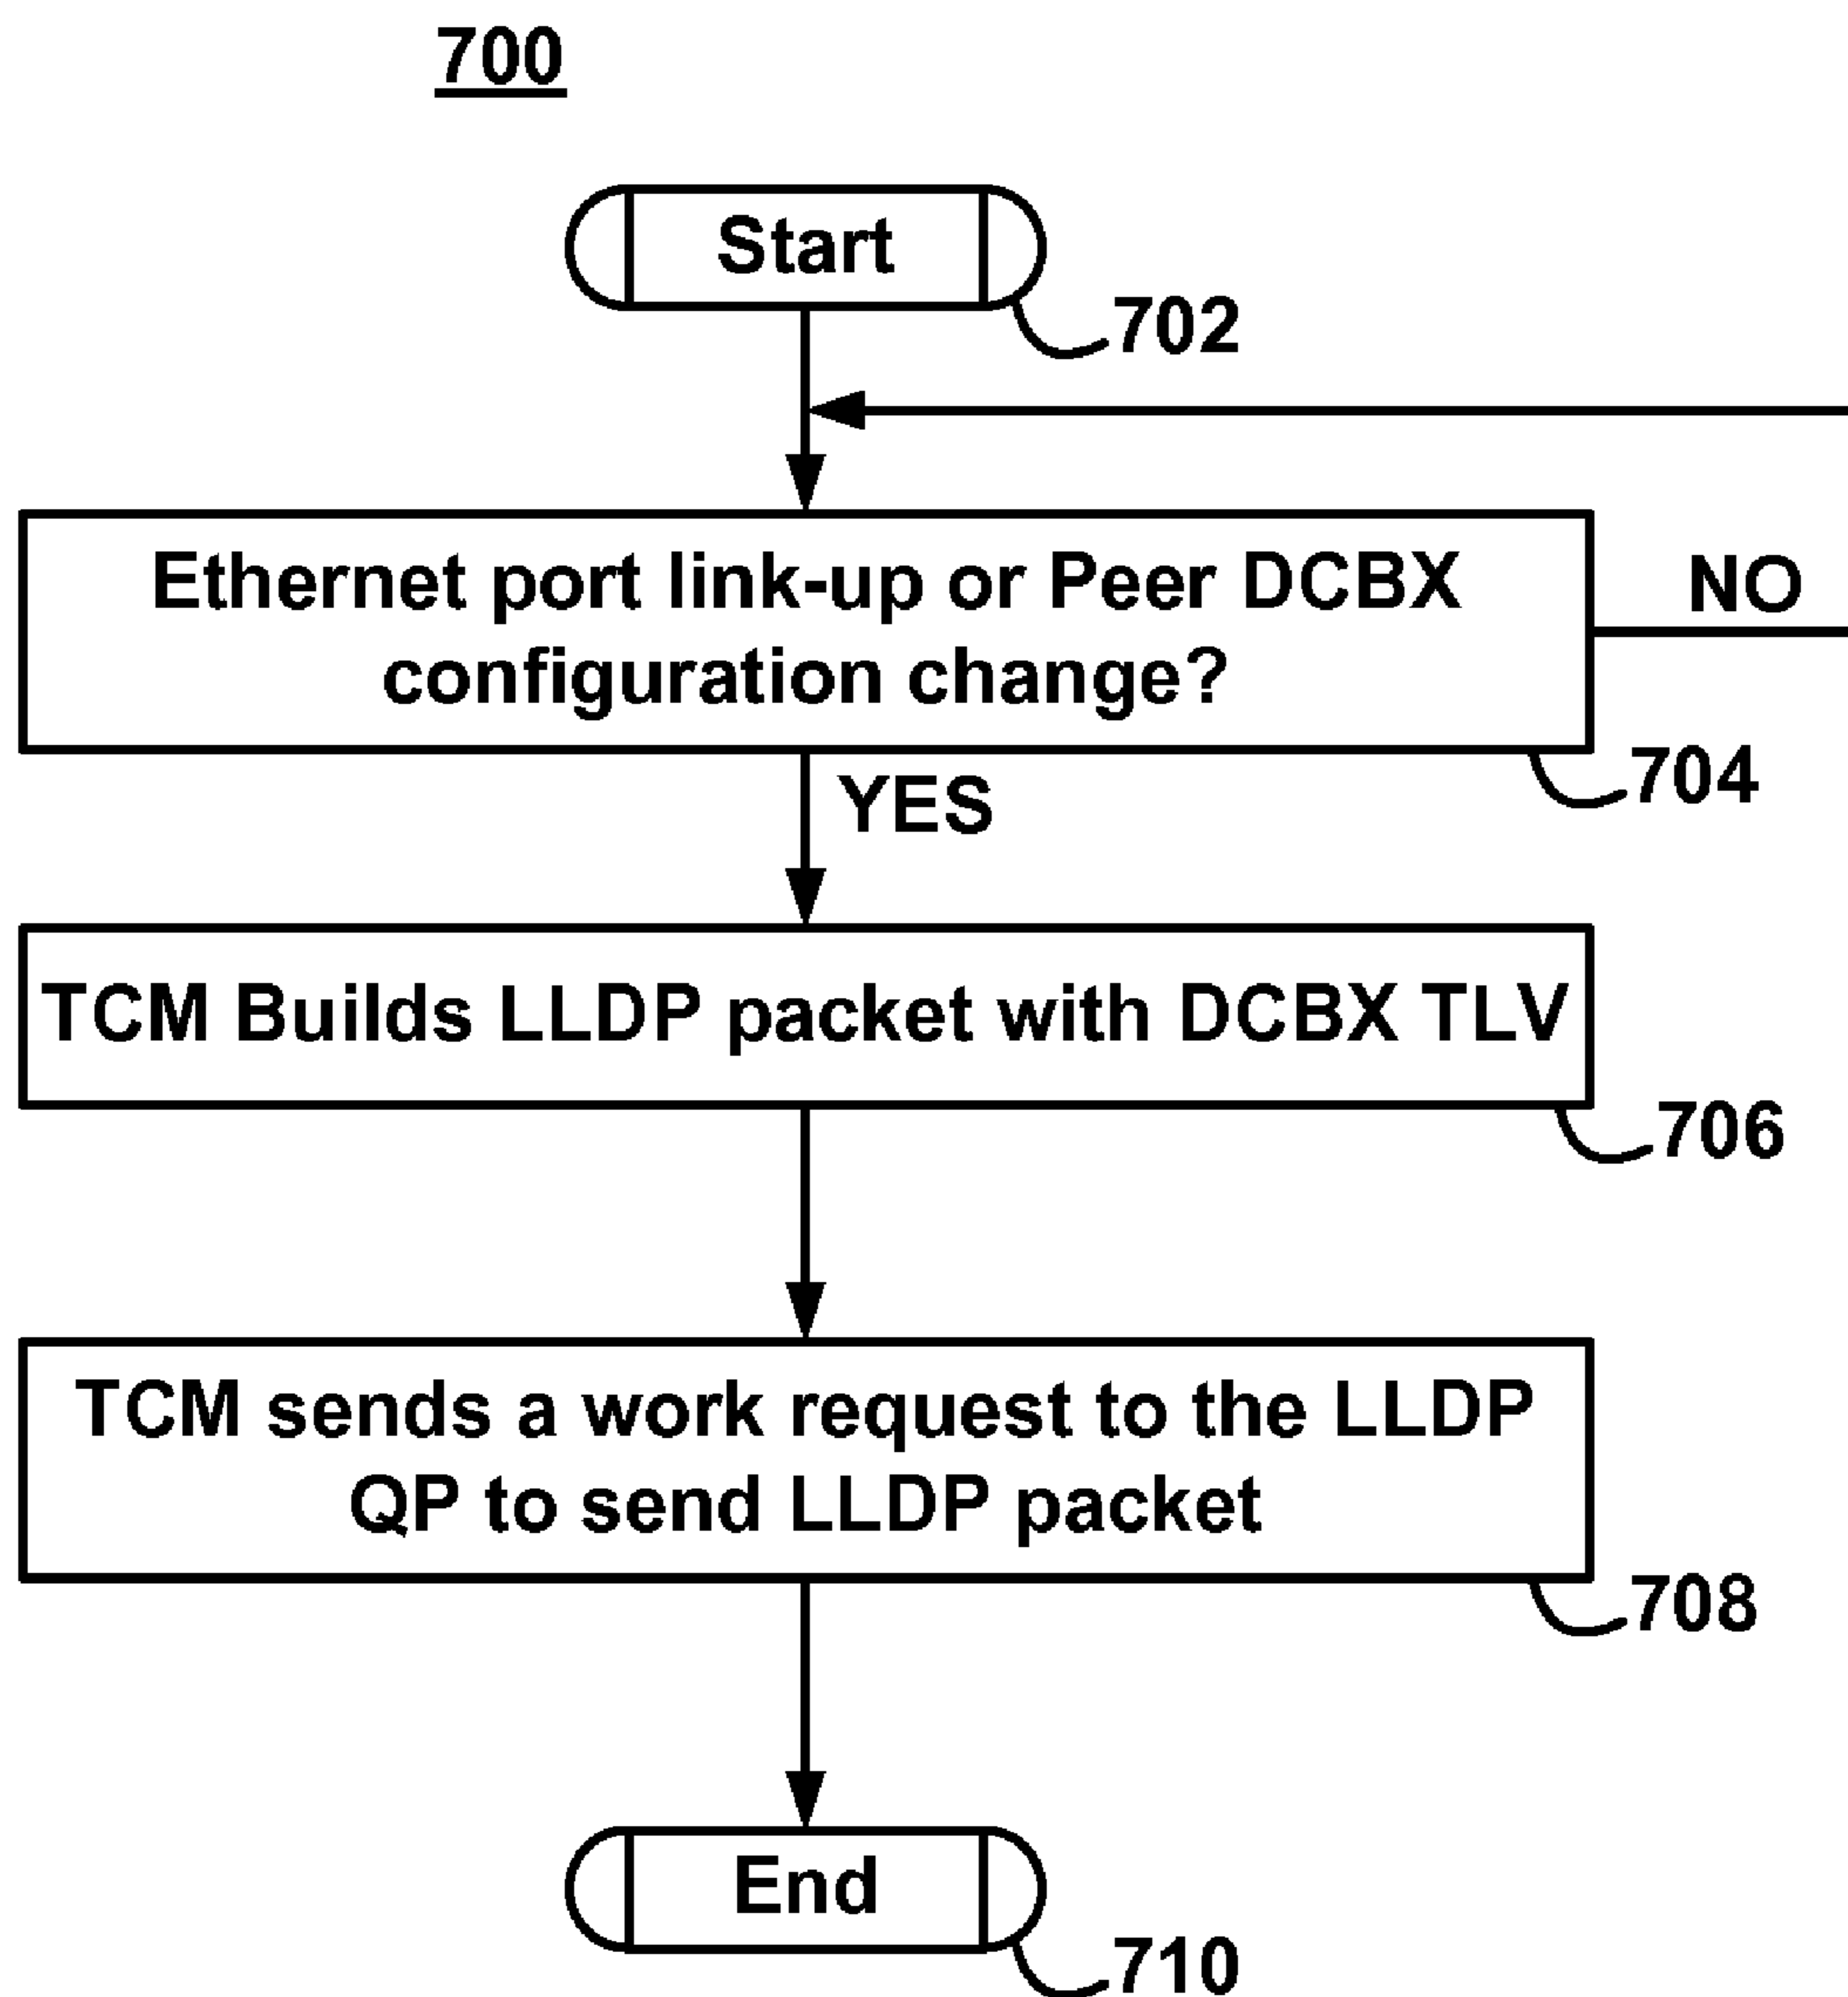 700
Start
702
Ethernet port link-up or Peer DCBX
configuration change?
NO
704
YES
TCM Builds LLDP packet with DCBX TLV
706
TCM sends a work request to the LLDP
QP to send LLDP packet
708
End
710